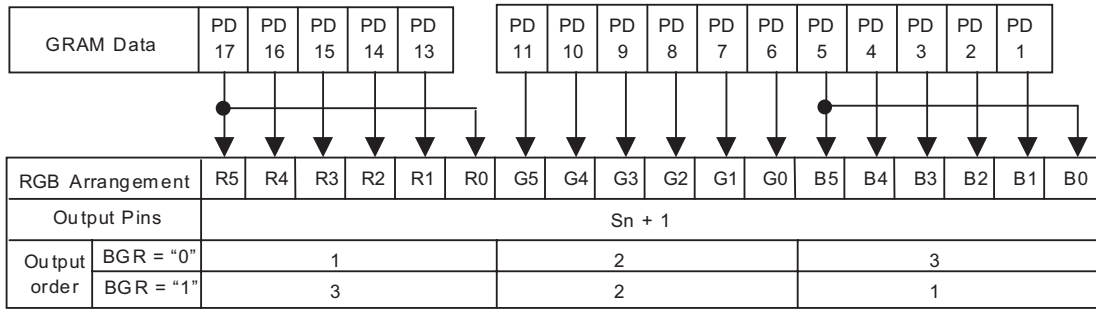 GRAM Data PD 17 PD 16 PD 15 PD 14 PD 13 PD 11 PD 10 PD 9 PD 8 PD 7 PD 6 PD 5 PD 4 PD 3 PD 2 PD 1
RGB Arrangement R5 R4 R3 R2 R1 R0 G5 G4 G3 G2 G1 G0 B5 B4 B3 B2 B1 B0
Output Pins Sn + 1
Output order BGR = “0” 1 2 3
BGR = “1” 3 2 1